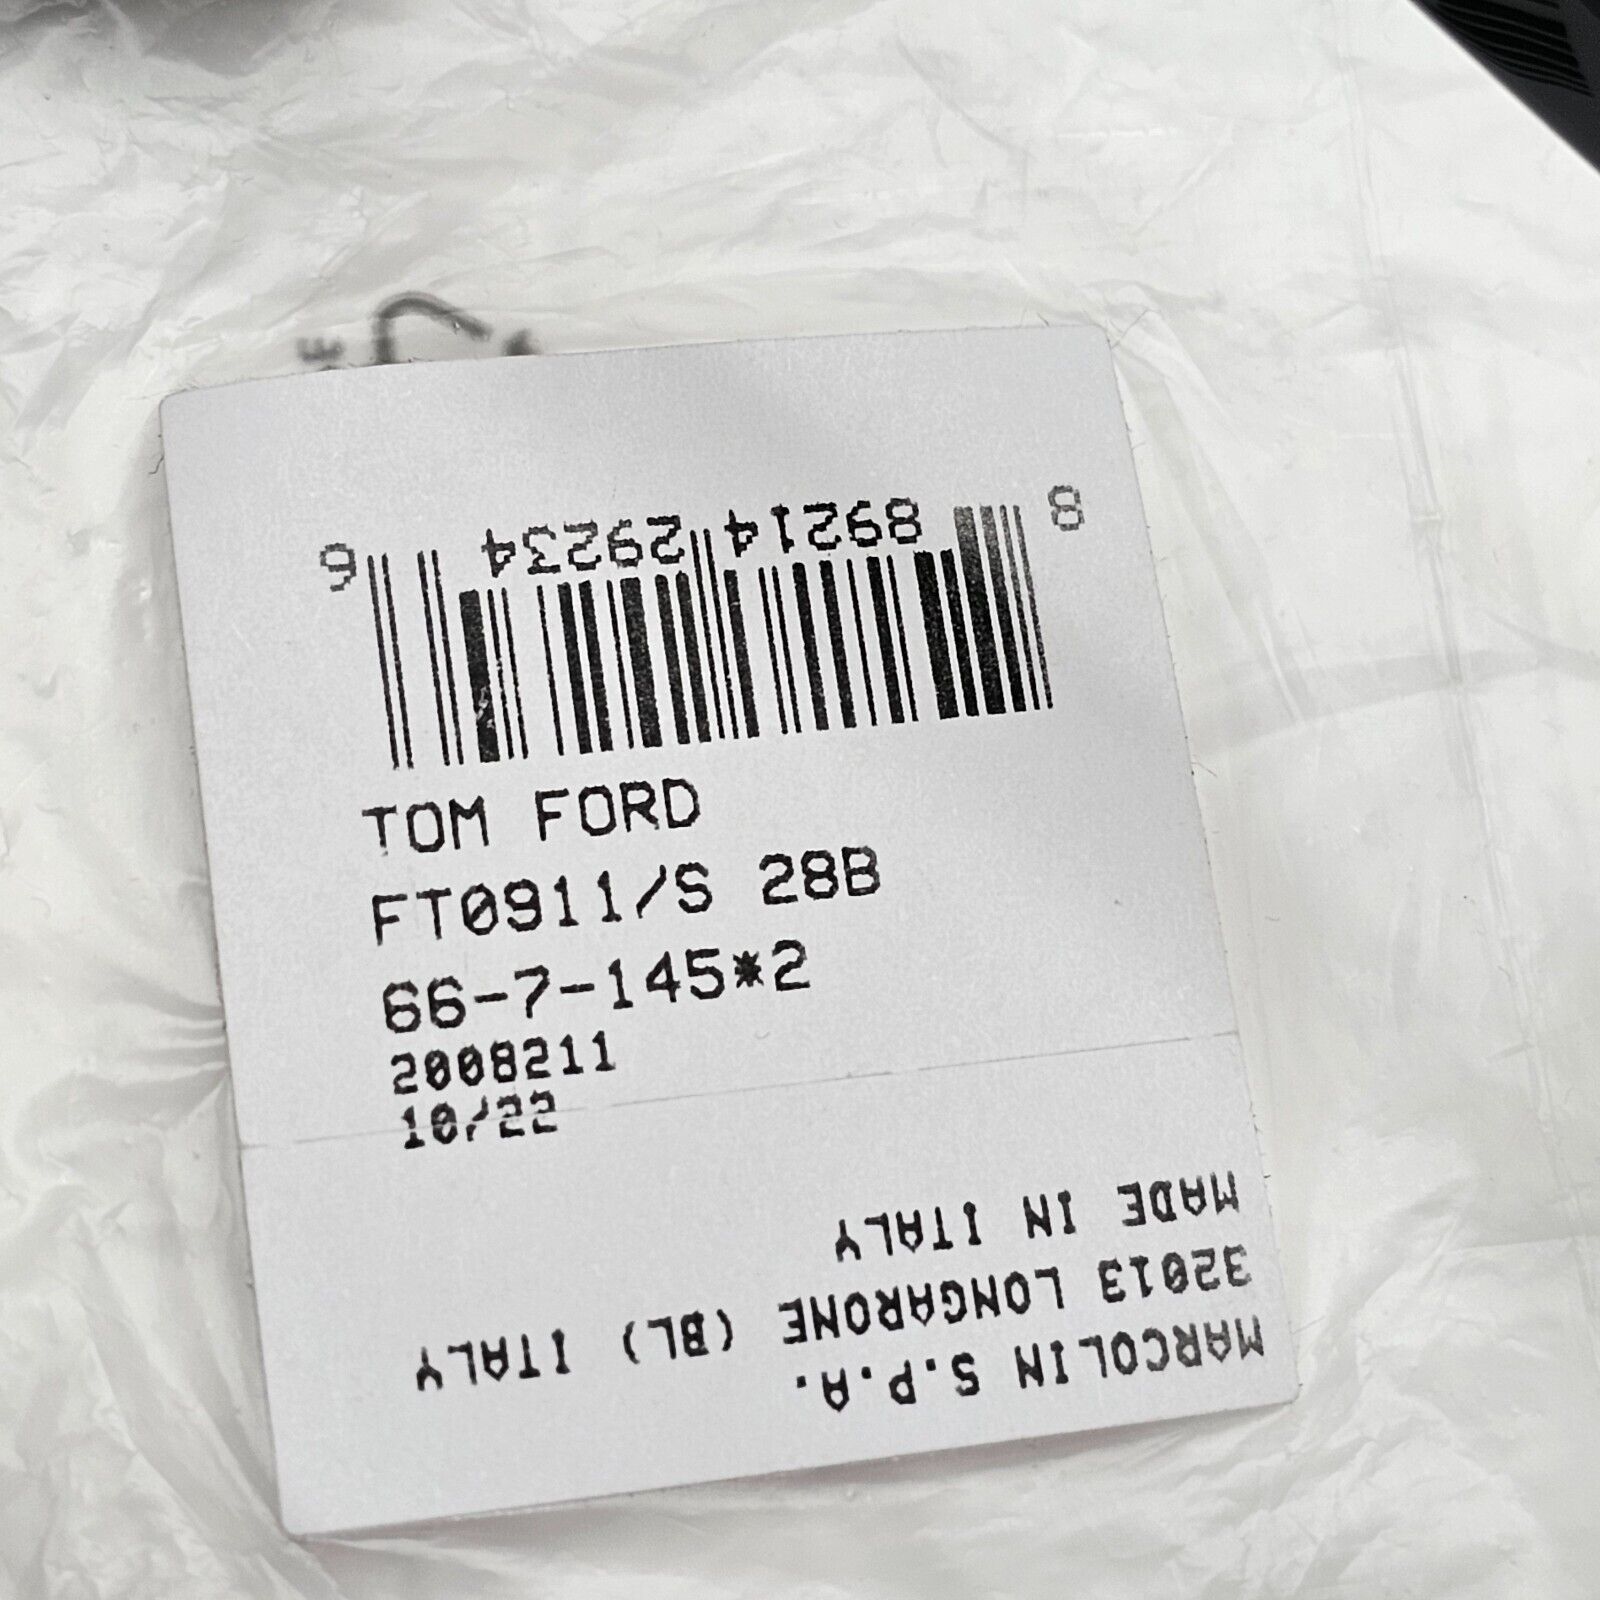 8 89214 29234 6
TOM FORD
FT0911/S 28B
66-7-145*2
2008211
10/22
MARCOLIN S.P.A.
32013 LONGARONE (BL) ITALY
MADE IN ITALY